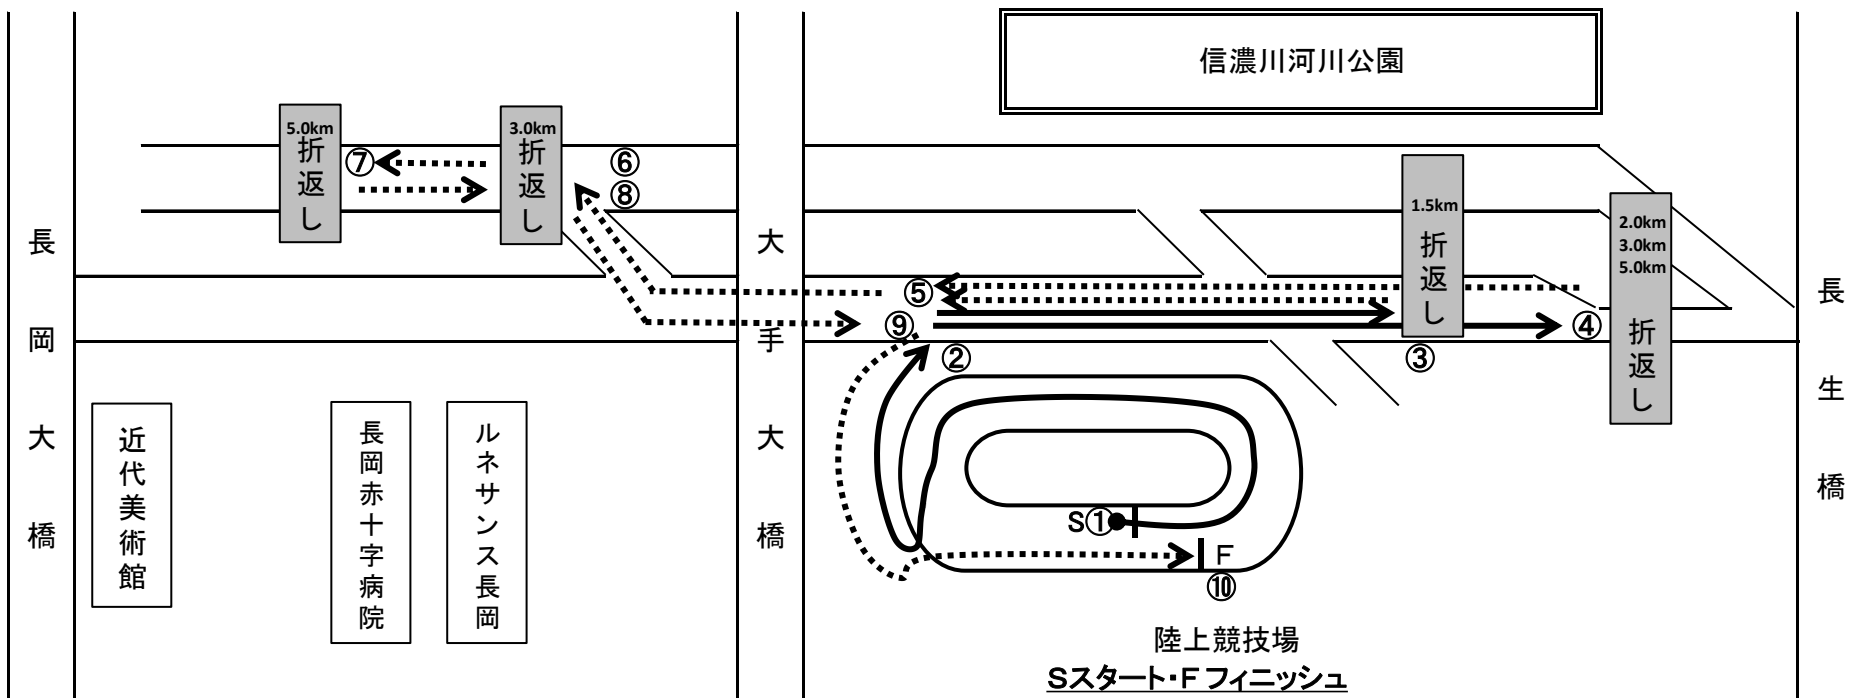 信濃川河川公園
5.0km
折返し
⑦
3.0km
折返し
⑥
⑧
1.5km
折返し
2.0km
3.0km
5.0km
折返し
長岡大橋
大手大橋
長生橋
⑤
⑨
④
②
③
近代美術館
長岡赤十字病院
ルネサンス長岡
S①
F
⑩
陸上競技場
Sスタート・Fフィニッシュ